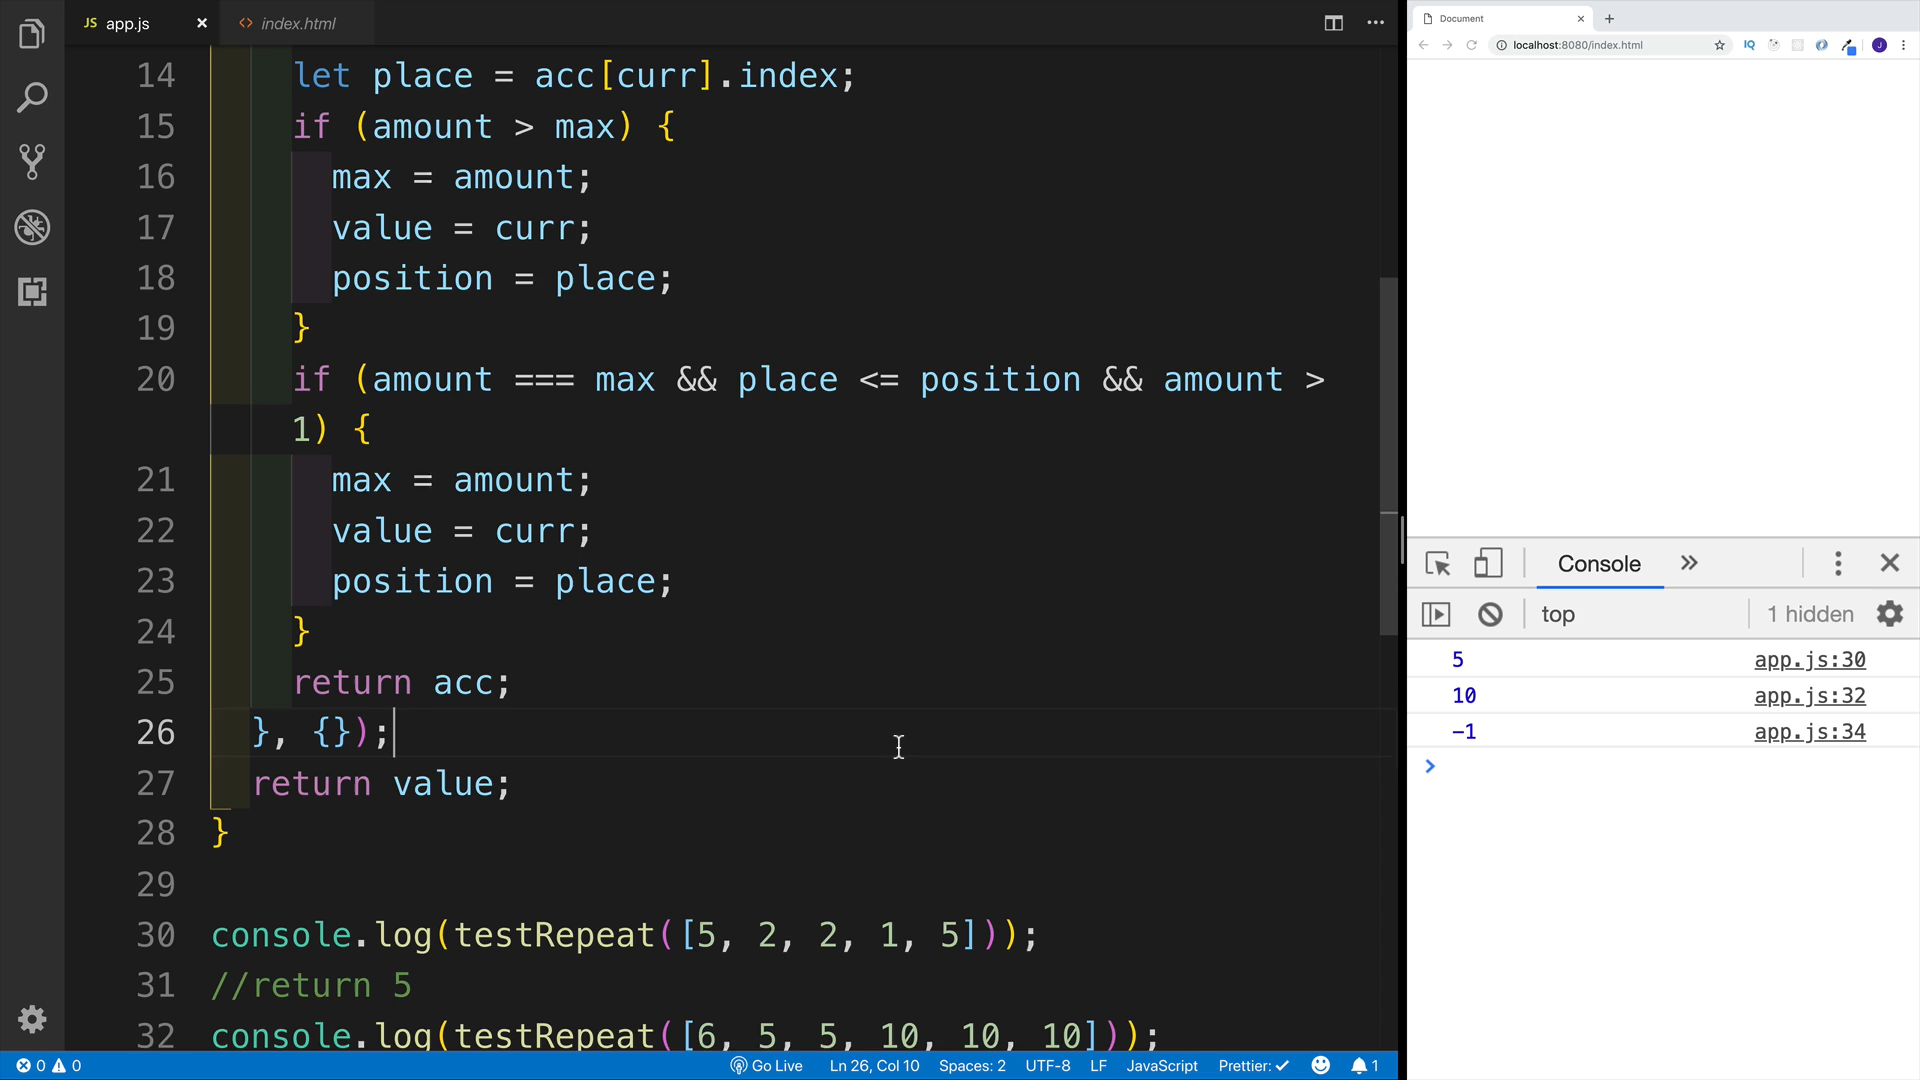 JS app.js
<> index.html
14 let place = acc[curr].index;
15 if (amount > max) {
16 max = amount;
17 value = curr;
18 position = place;
19 }
20 if (amount === max && place <= position && amount >
1) {
21 max = amount;
22 value = curr;
23 position = place;
24 }
25 return acc;
26 }, {});
27 return value;
28 }
29
30 console.log(testRepeat([5, 2, 2, 1, 5]));
31 //return 5
32 console.log(testRepeat([6, 5, 5, 10, 10, 10]));
0 0
Go Live
Ln 26, Col 10
Spaces: 2
UTF-8
LF
JavaScript
Prettier: ✓
1
Document
localhost:8080/index.html
IQ
J
Console
top
1 hidden
5 app.js:30
10 app.js:32
-1 app.js:34